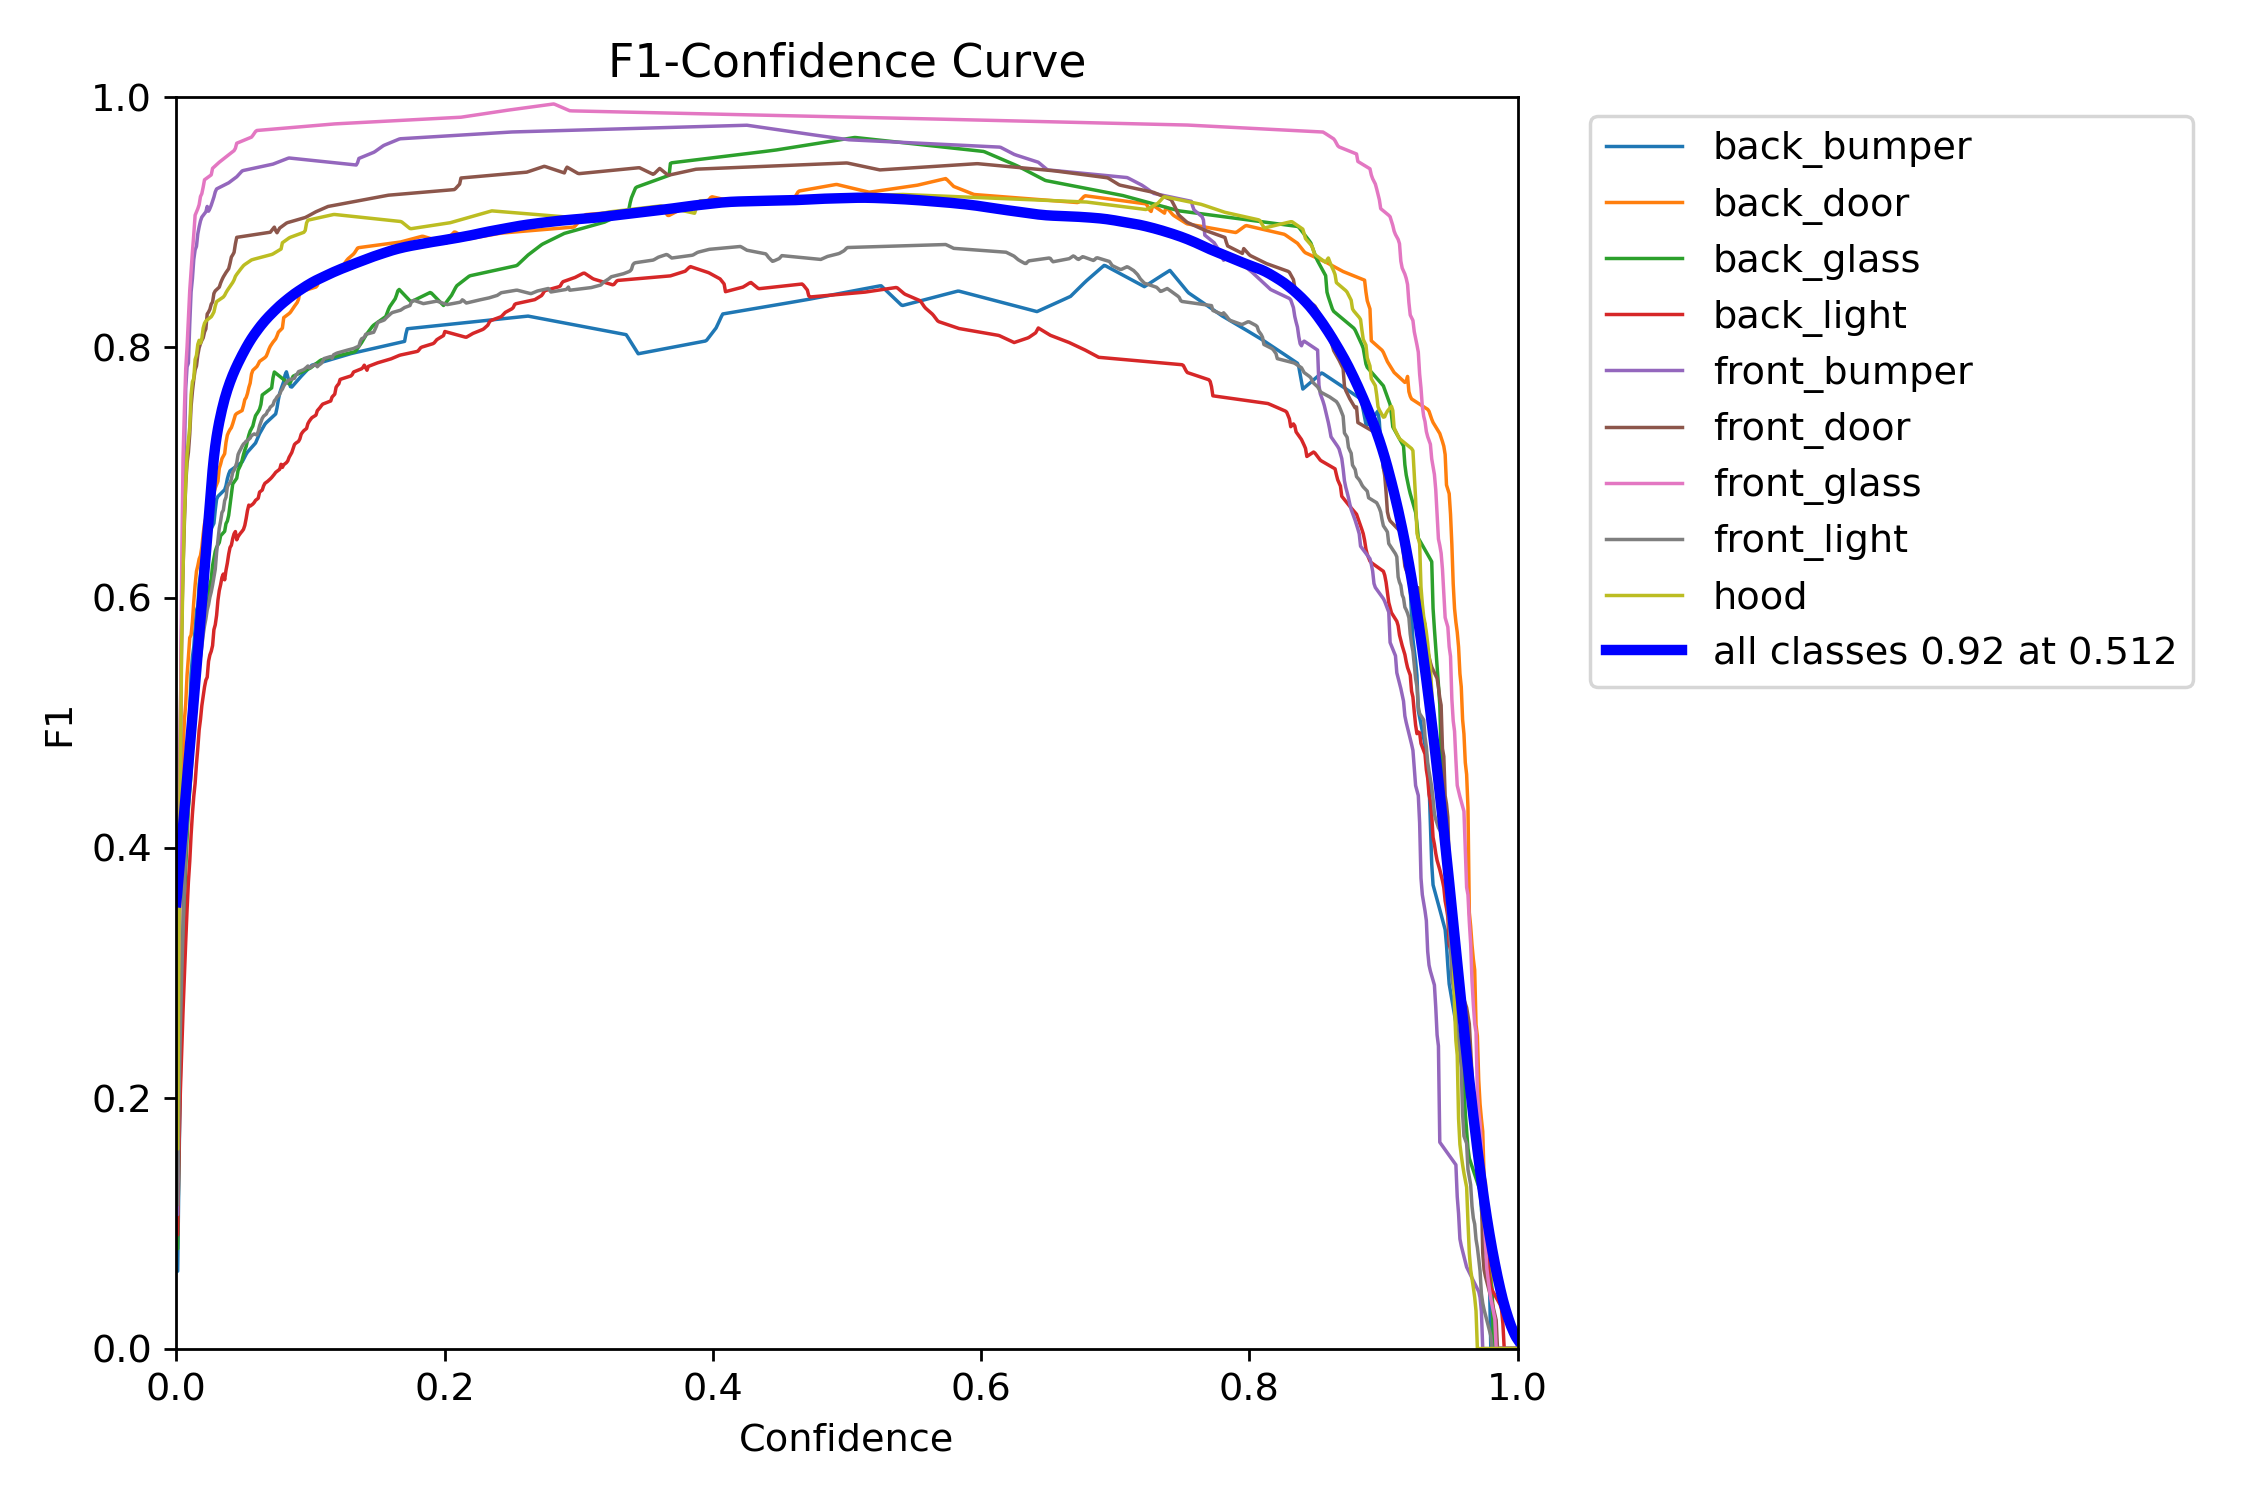 F1-Confidence Curve
1.0
0.8
0.6
0.4
0.2
0.0
F1
0.0 0.2 0.4 0.6 0.8 1.0
Confidence
back_bumper
back_door
back_glass
back_light
front_bumper
front_door
front_glass
front_light
hood
all classes 0.92 at 0.512